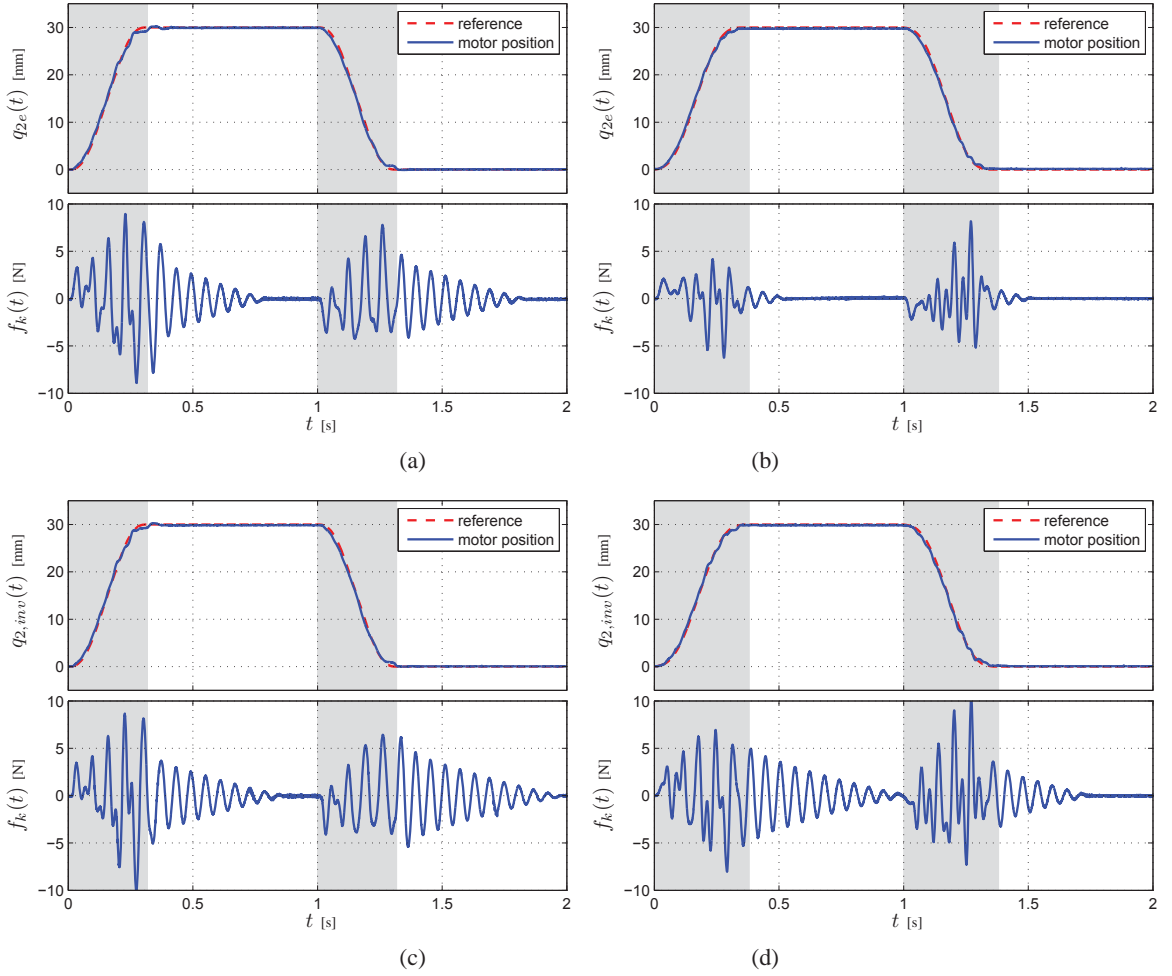 reference
motor position
q2e(t) [mm]
30
20
10
0
fk(t) [N]
10
5
0
−5
−10
0
0.5
1
1.5
2
t [s]
(a)
reference
motor position
q2e(t) [mm]
30
20
10
0
fk(t) [N]
10
5
0
−5
−10
0
0.5
1
1.5
2
t [s]
(b)
reference
motor position
q2,inv(t) [mm]
30
20
10
0
fk(t) [N]
10
5
0
−5
−10
0
0.5
1
1.5
2
t [s]
(c)
reference
motor position
q2,inv(t) [mm]
30
20
10
0
fk(t) [N]
10
5
0
−5
−10
0
0.5
1
1.5
2
t [s]
(d)